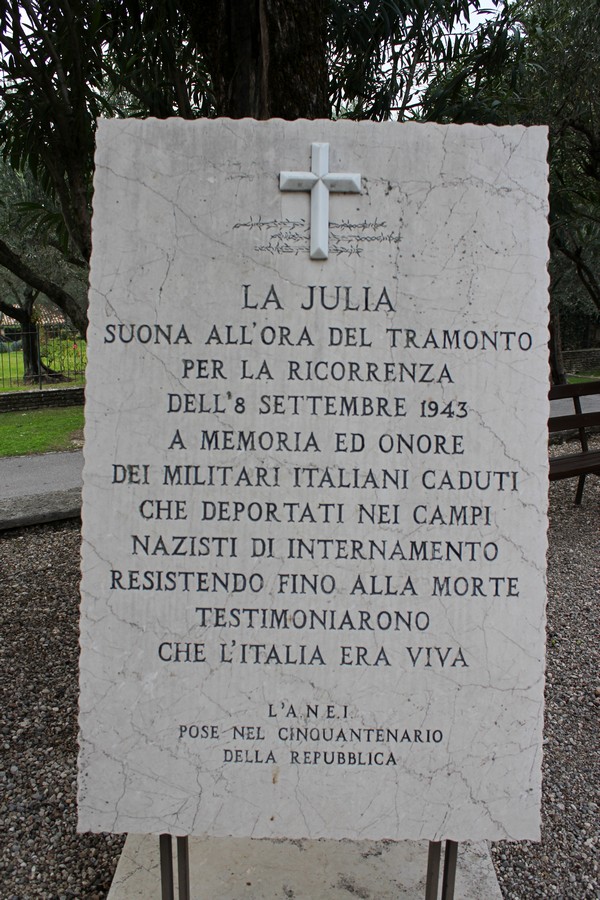 LA JULIA
SUONA ALL'ORA DEL TRAMONTO
PER LA RICORRENZA
DELL'8 SETTEMBRE 1943
A MEMORIA ED ONORE
DEI MILITARI ITALIANI CADUTI
CHE DEPORTATI NEI CAMPI
NAZISTI DI INTERNAMENTO
RESISTENDO FINO ALLA MORTE
TESTIMONIARONO
CHE L'ITALIA ERA VIVA
L'A.N.E.I.
POSE NEL CINQUANTENARIO
DELLA REPUBBLICA